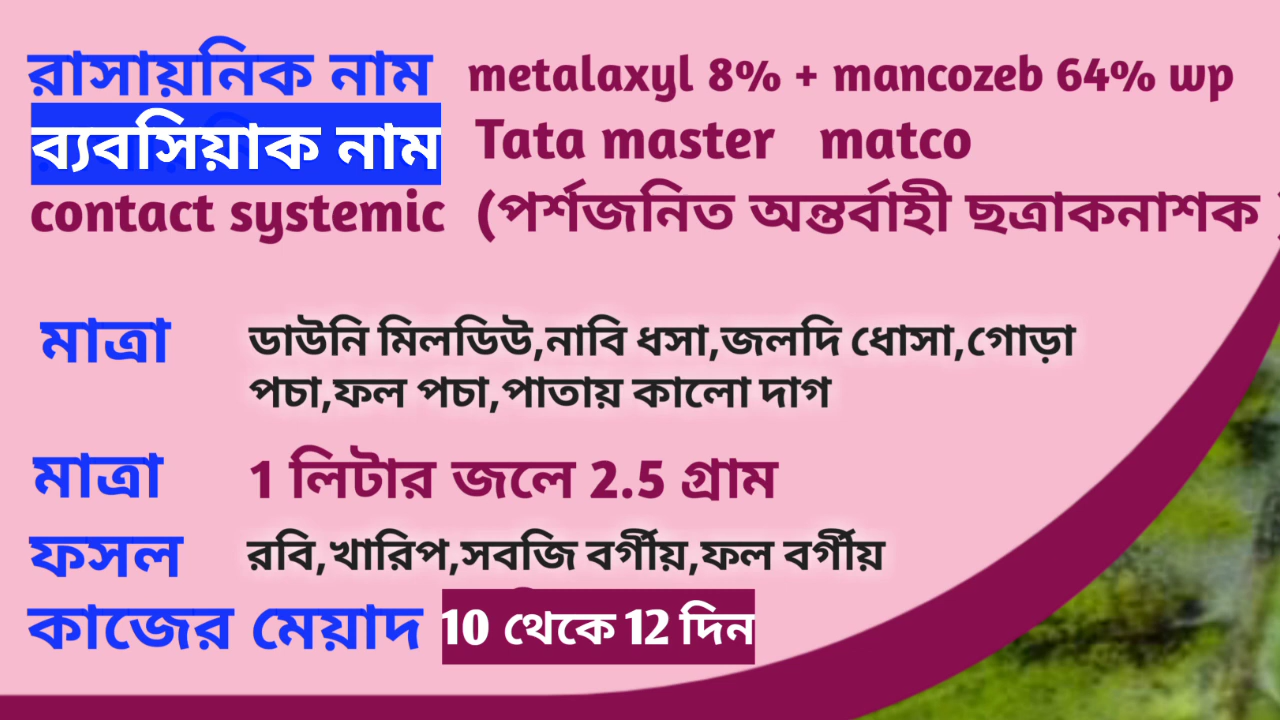 রাসায়নিক নাম metalaxyl 8% + mancozeb 64% wp
ব্যবসিয়াক নাম Tata master matco
contact systemic (পর্শজনিত অন্তর্বাহী ছত্রাকনাশক )
মাত্রা ডাউনি মিলডিউ,নাবি ধসা,জলদি ধোসা,গোড়া
পচা,ফল পচা,পাতায় কালো দাগ
মাত্রা 1 লিটার জলে 2.5 গ্রাম
ফসল রবি,খারিপ,সবজি বর্গীয়,ফল বর্গীয়
কাজের মেয়াদ 10 থেকে 12 দিন